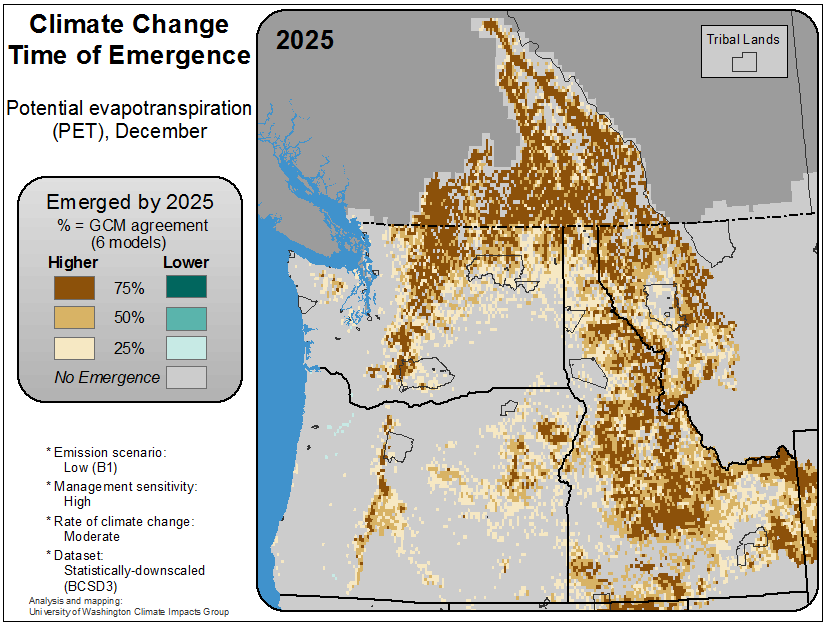 Climate Change
Time of Emergence
Potential evapotranspiration
(PET), December
Emerged by 2025
% = GCM agreement
(6 models)
Higher Lower
75%
50%
25%
No Emergence
* Emission scenario:
Low (B1)
* Management sensitivity:
High
* Rate of climate change:
Moderate
* Dataset:
Statistically-downscaled
(BCSD3)
Analysis and mapping:
University of Washington Climate Impacts Group
2025
Tribal Lands